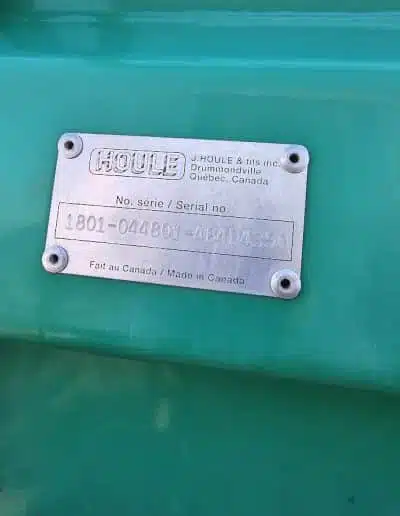 HOULE
J. HOULE & fils inc.
Drummondville
Québec, Canada
No. série / Serial no
Fait au Canada / Made in Canada